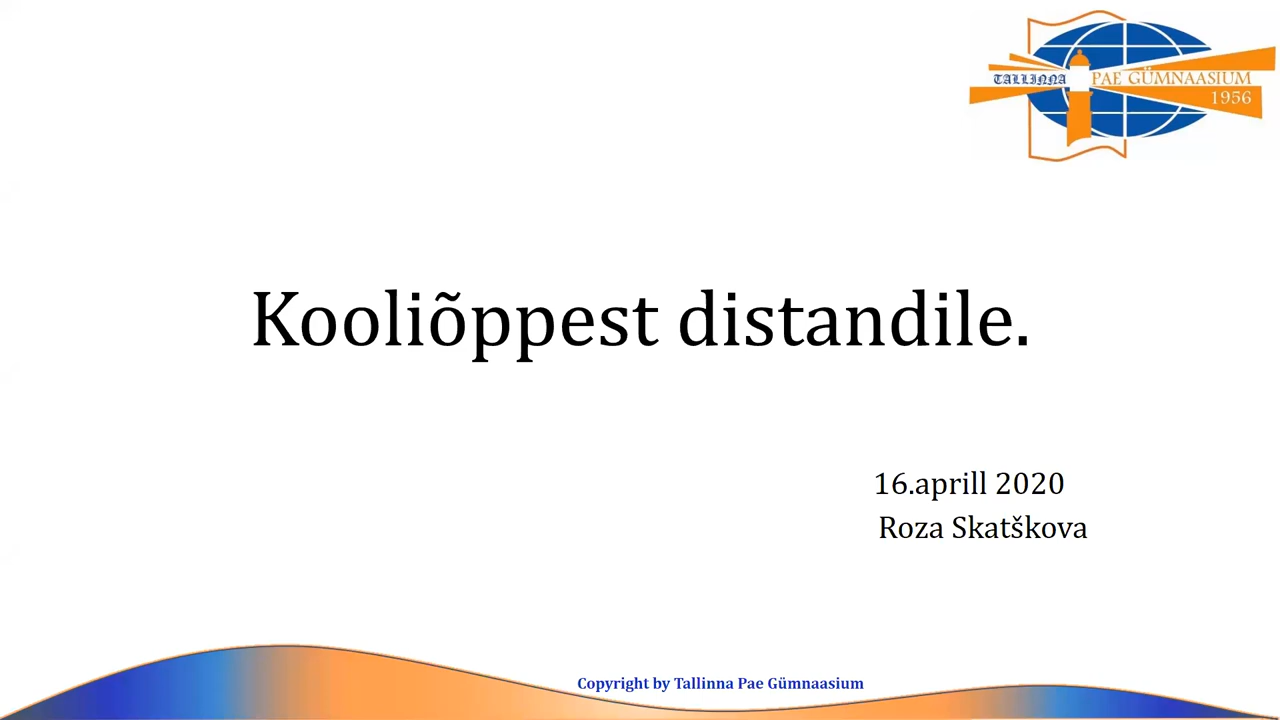 TALLINNA PAE GÜMNAASIUM
1956
Kooliõppest distandile.
16.aprill 2020
Roza Skatškova
Copyright by Tallinna Pae Gümnaasium